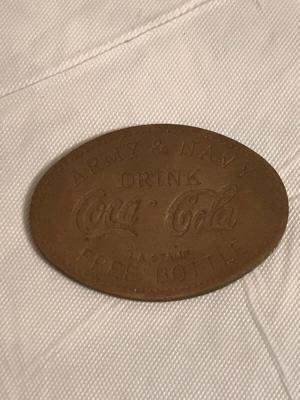 ARMY & NAVY
DRINK
Coca-Cola
FREE BOTTLE